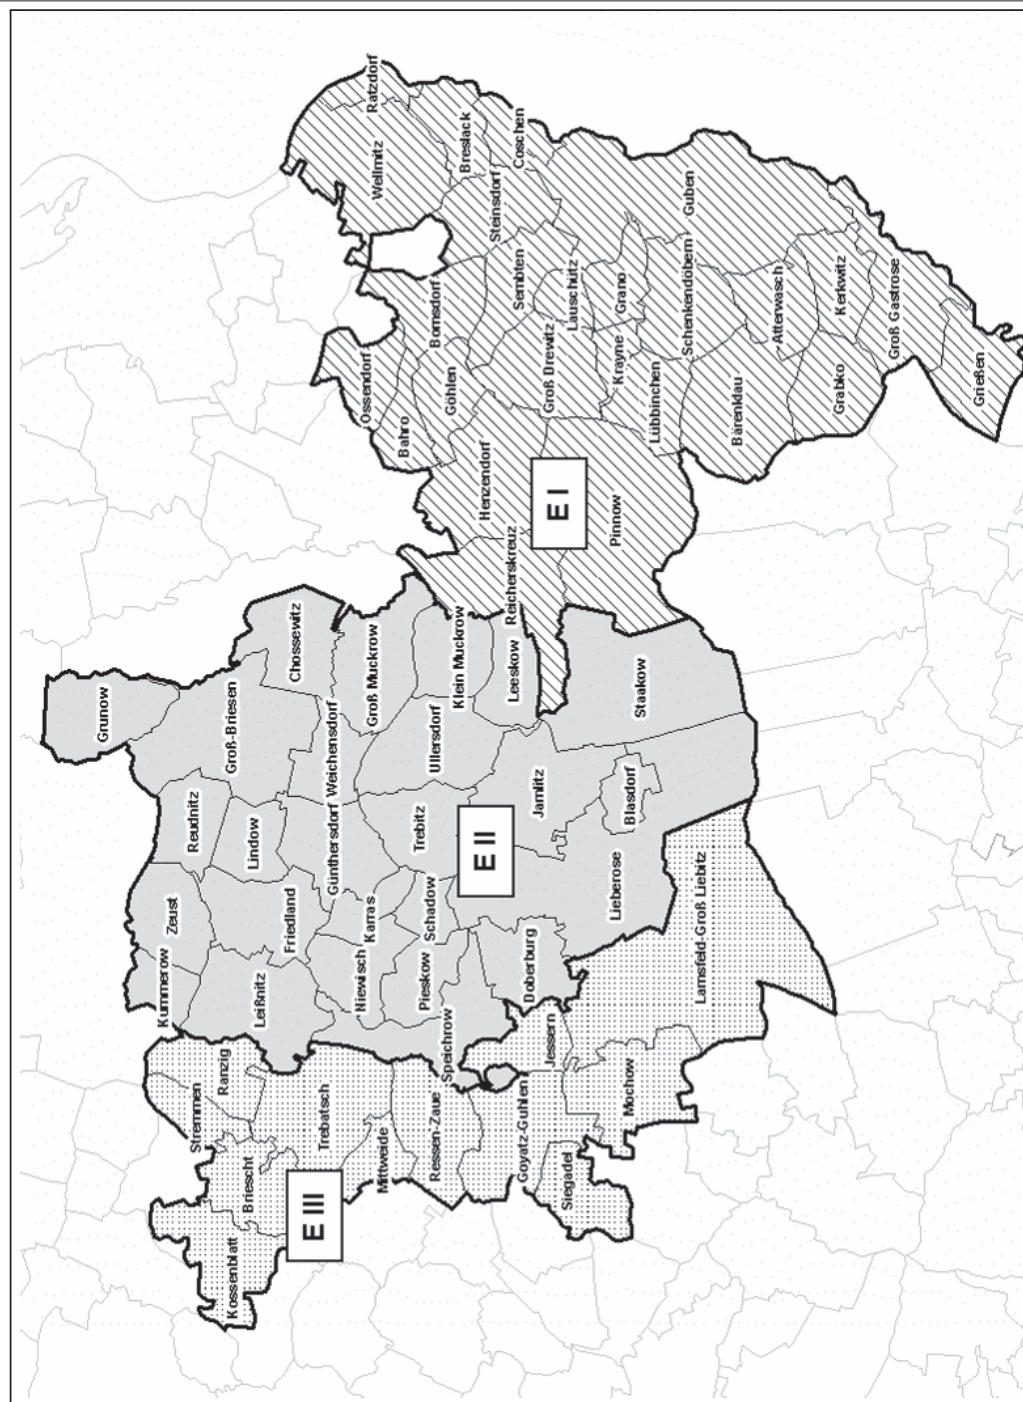 Grunow
Kummerow
Zeust
Reudnitz
Stremmen
Ranzig
Kossenblatt
Groß-Briesen
Briescht
Lindow
Leißnitz
Friedland
Chossewitz
E III
Trebatsch
Günthersdorf
Weichensdorf
Niewisch
Ossendorf
Karras
Groß Muckrow
Ratzdorf
Wellmitz
Mittweide
Bahro
Trebitz
Pieskow
Schadow
Ressen-Zaue
Ullersdorf
Bomsdorf
Speichrow
Göhlen
Klein Muckrow
Breslack
E II
Henzendorf
Steinsdorf
Reicherskreuz
Leeskow
Sembten
Coschen
Goyatz-Guhlen
Doberburg
Jamlitz
Groß Drewitz
Jessern
E I
Siegadel
Lauschütz
Lieberose
Pinnow
Krayne
Grano
Mochow
Blasdorf
Staakow
Lübbinchen
Schenkendöbern
Guben
Lamsfeld-Groß Liebitz
Bärenklau
Atterwasch
Grabko
Kerkwitz
Groß Gastrose
Grießen